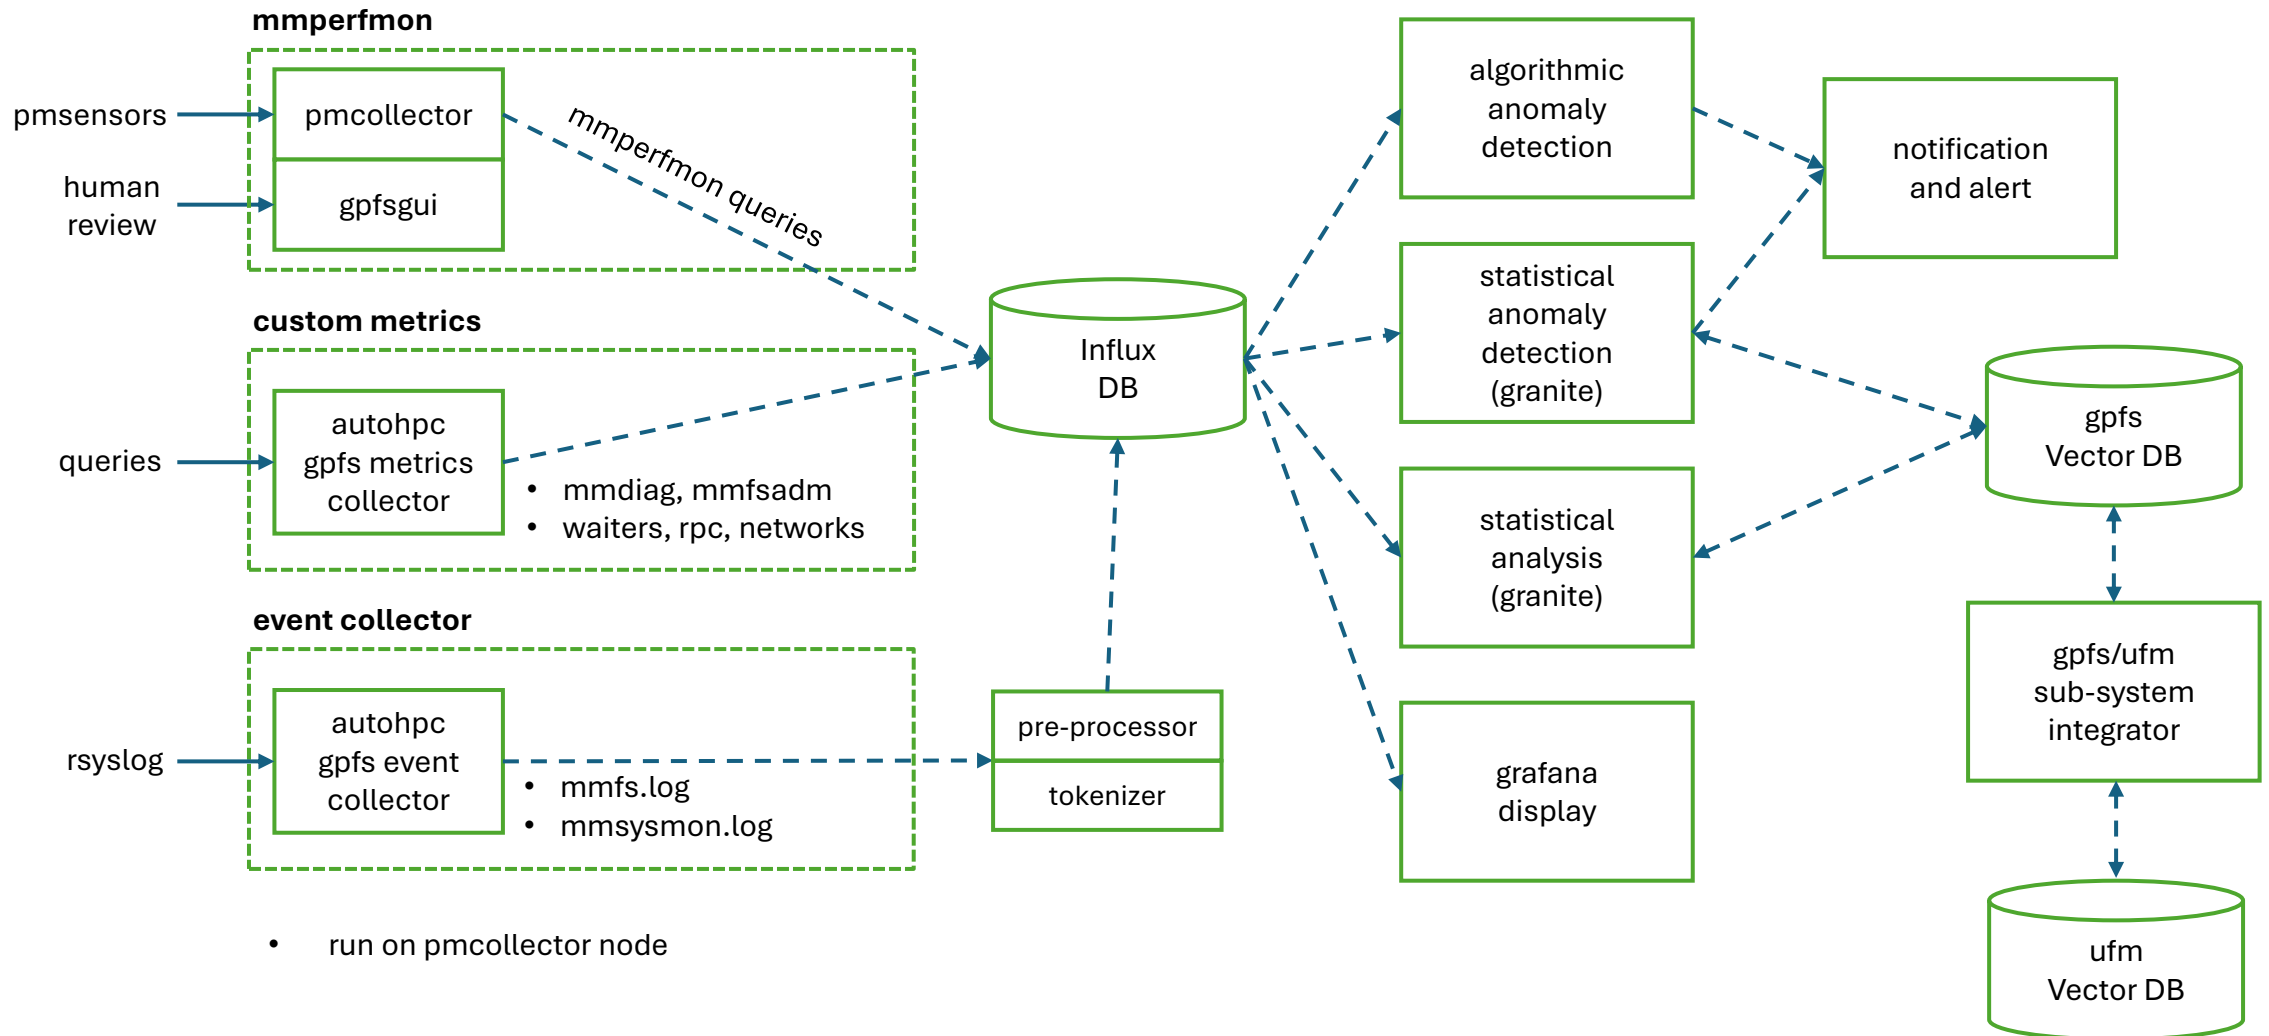 mmperfmon
pmsensors
pmcollector
human
review
gpfsgui
mmperfmon queries
custom metrics
queries
autohpc
gpfs metrics
collector
• mmdiag, mmfsadm
• waiters, rpc, networks
event collector
rsyslog
autohpc
gpfs event
collector
• mmfs.log
• mmsysmon.log
• run on pmcollector node
Influx
DB
pre-processor
tokenizer
algorithmic
anomaly
detection
statistical
anomaly
detection
(granite)
statistical
analysis
(granite)
grafana
display
notification
and alert
gpfs
Vector DB
gpfs/ufm
sub-system
integrator
ufm
Vector DB